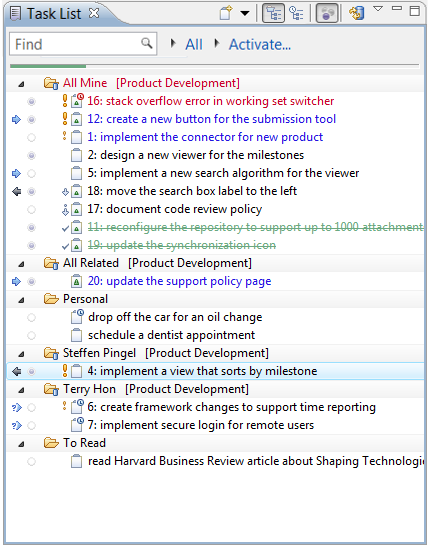 Task List
Find
All
Activate...
All Mine [Product Development]
16: stack overflow error in working set switcher
12: create a new button for the submission tool
1: implement the connector for new product
2: design a new viewer for the milestones
5: implement a new search algorithm for the viewer
18: move the search box label to the left
17: document code review policy
11: reconfigure the repository to support up to 1000 attachment
19: update the synchronization icon
All Related [Product Development]
20: update the support policy page
Personal
drop off the car for an oil change
schedule a dentist appointment
Steffen Pingel [Product Development]
4: implement a view that sorts by milestone
Terry Hon [Product Development]
6: create framework changes to support time reporting
7: implement secure login for remote users
To Read
read Harvard Business Review article about Shaping Technologi